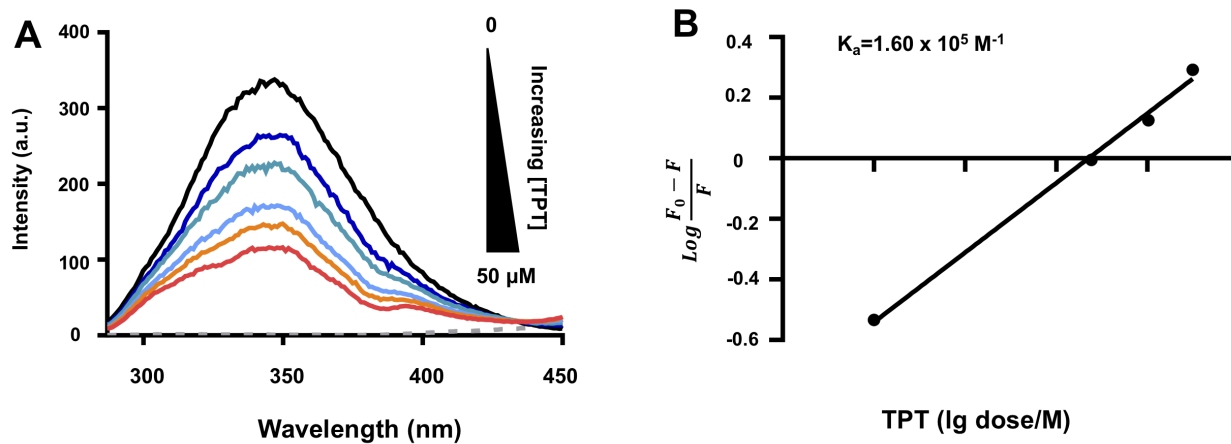 A
Intensity (a.u.)
400
300
200
100
0
300
350
400
450
Wavelength (nm)
0
Increasing [TPT]
50 µM
B
Kₐ=1.60 x 10⁵ M⁻¹
Log F₀ − F
F
0.4
0.2
0
-0.2
-0.4
-0.6
TPT (lg dose/M)